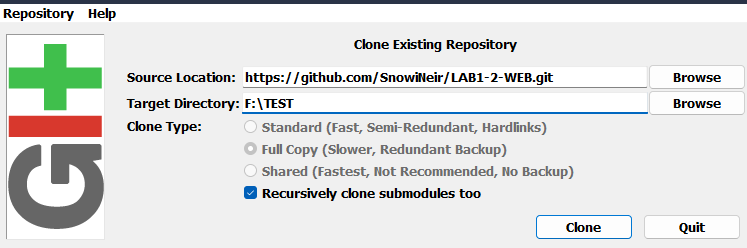 Repository Help
Clone Existing Repository
Source Location: https://github.com/SnowiNeir/LAB1-2-WEB.git Browse
Target Directory: F:\TEST Browse
Clone Type: Standard (Fast, Semi-Redundant, Hardlinks)
Full Copy (Slower, Redundant Backup)
Shared (Fastest, Not Recommended, No Backup)
Recursively clone submodules too
Clone Quit
GIT